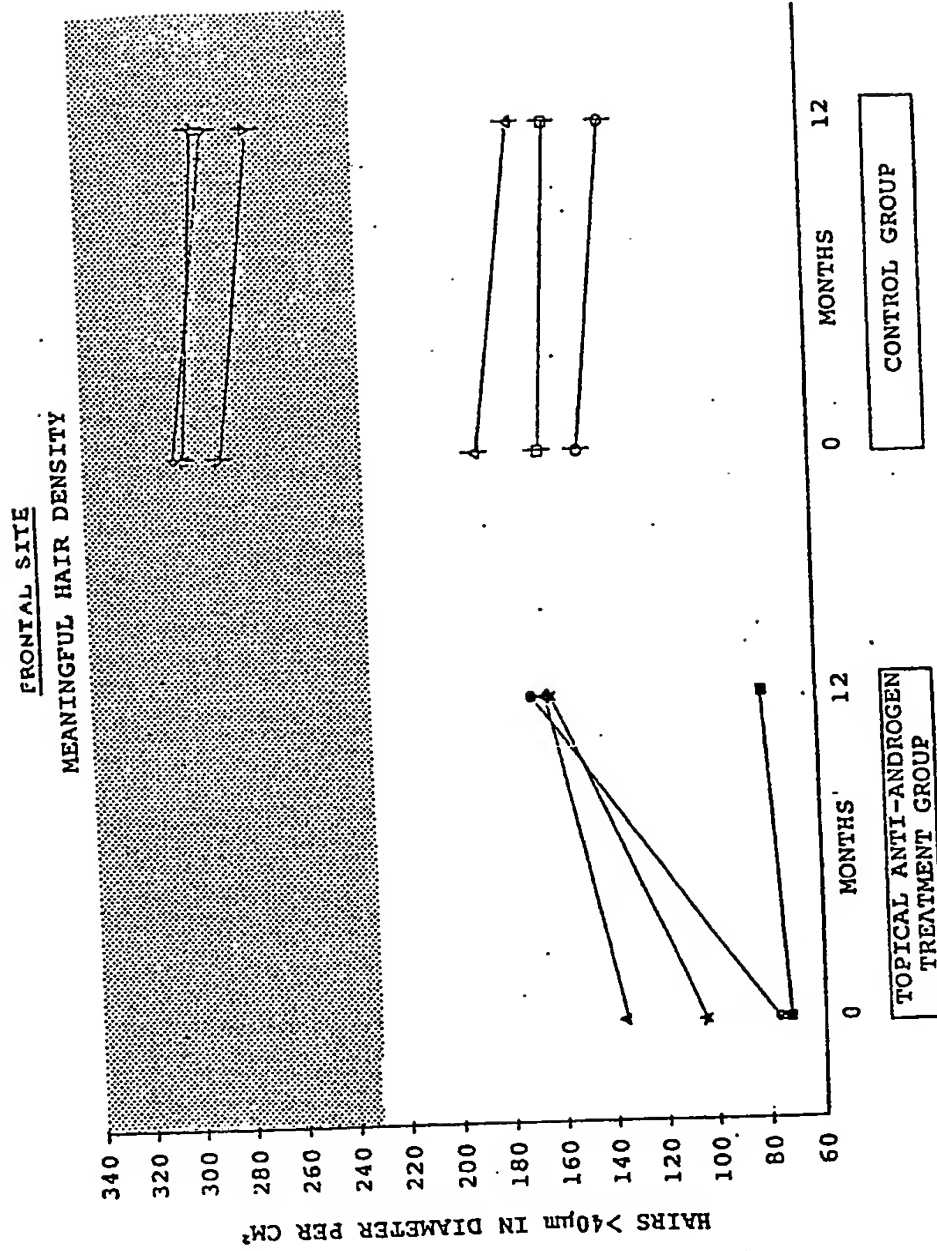 FRONTAL SITE
MEANINGFUL HAIR DENSITY
HAIRS >40µm IN DIAMETER PER CM²
340
320
300
280
260
240
220
200
180
160
140
120
100
80
60
0
MONTHS
12
0
MONTHS
12
TOPICAL ANTI-ANDROGEN
TREATMENT GROUP
CONTROL GROUP